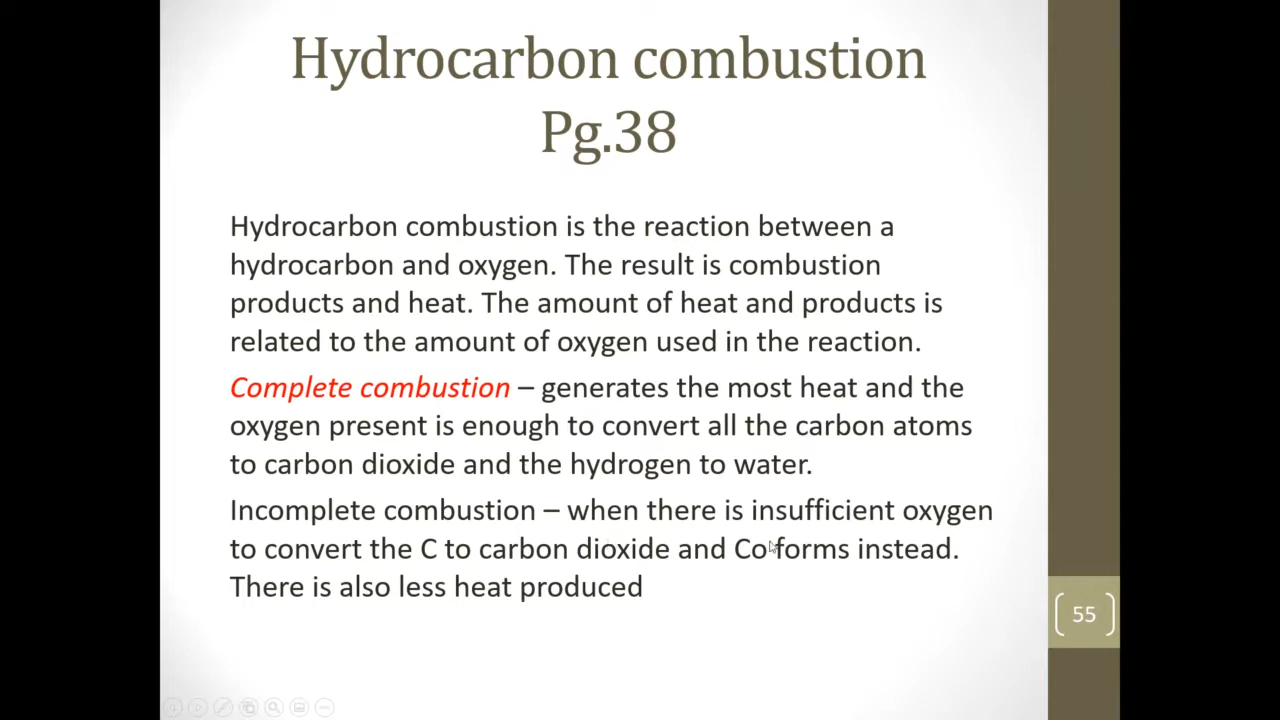 Hydrocarbon combustion
Pg.38
Hydrocarbon combustion is the reaction between a
hydrocarbon and oxygen. The result is combustion
products and heat. The amount of heat and products is
related to the amount of oxygen used in the reaction.
Complete combustion – generates the most heat and the
oxygen present is enough to convert all the carbon atoms
to carbon dioxide and the hydrogen to water.
Incomplete combustion – when there is insufficient oxygen
to convert the C to carbon dioxide and Co forms instead.
There is also less heat produced
55